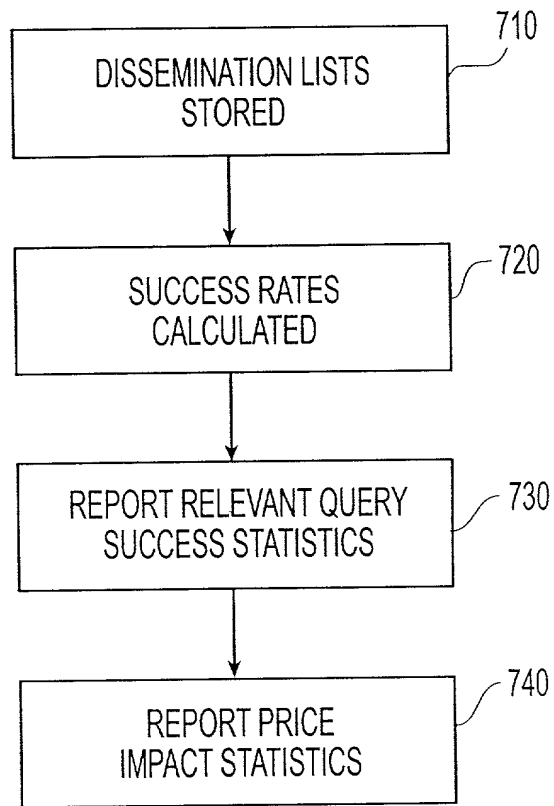 710
DISSEMINATION LISTS
STORED
720
SUCCESS RATES
CALCULATED
730
REPORT RELEVANT QUERY
SUCCESS STATISTICS
740
REPORT PRICE
IMPACT STATISTICS